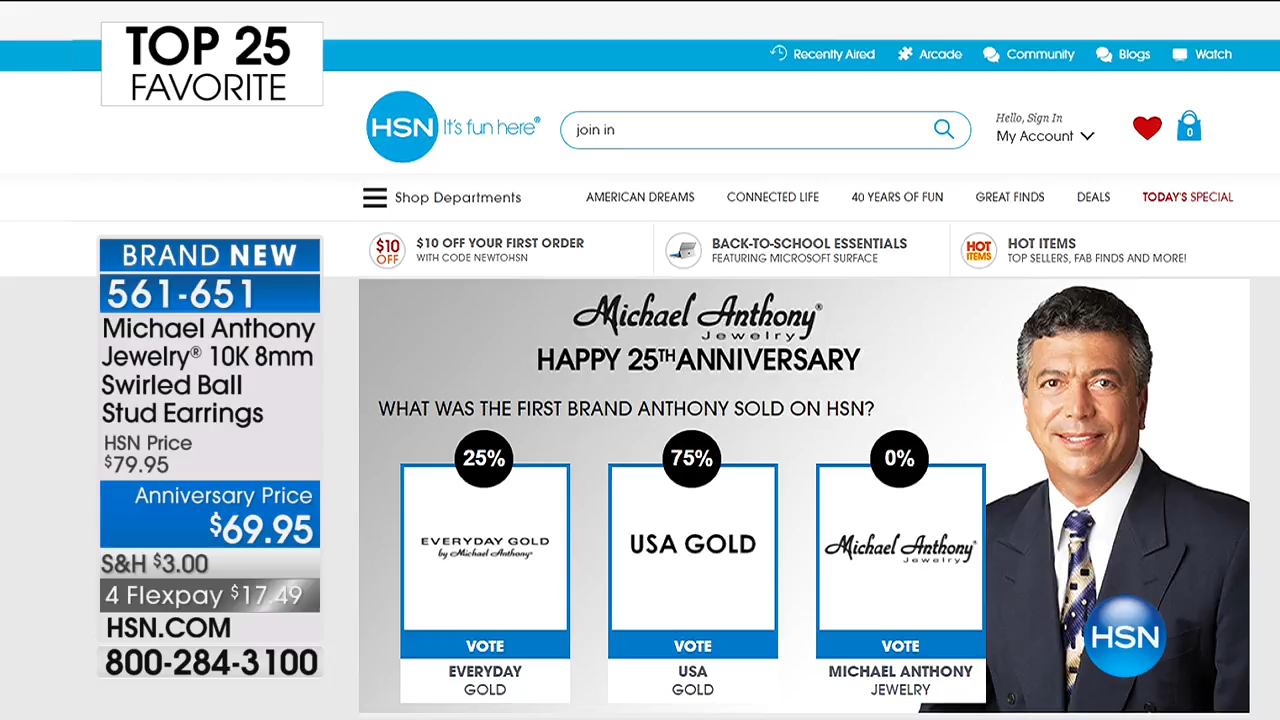 TOP 25
FAVORITE
Recently Aired Arcade Community Blogs Watch
HSN It's fun here®
join in
Hello, Sign In
My Account
0
Shop Departments
AMERICAN DREAMS CONNECTED LIFE 40 YEARS OF FUN GREAT FINDS DEALS TODAY'S SPECIAL
$10 OFF
$10 OFF YOUR FIRST ORDER
WITH CODE NEWTOHSN
BACK-TO-SCHOOL ESSENTIALS
FEATURING MICROSOFT SURFACE
HOT ITEMS
HOT ITEMS
TOP SELLERS, FAB FINDS AND MORE!
BRAND NEW
561-651
Michael Anthony
Jewelry® 10K 8mm
Swirled Ball
Stud Earrings
HSN Price
$79.95
Anniversary Price
$69.95
S&H $3.00
4 Flexpay $17.49
HSN.COM
800-284-3100
Michael Anthony®
Jewelry
HAPPY 25TH ANNIVERSARY
WHAT WAS THE FIRST BRAND ANTHONY SOLD ON HSN?
25% 75% 0%
EVERYDAY GOLD
by Michael Anthony®
USA GOLD
Michael Anthony®
Jewelry
VOTE VOTE VOTE
EVERYDAY
GOLD
USA
GOLD
MICHAEL ANTHONY
JEWELRY
HSN